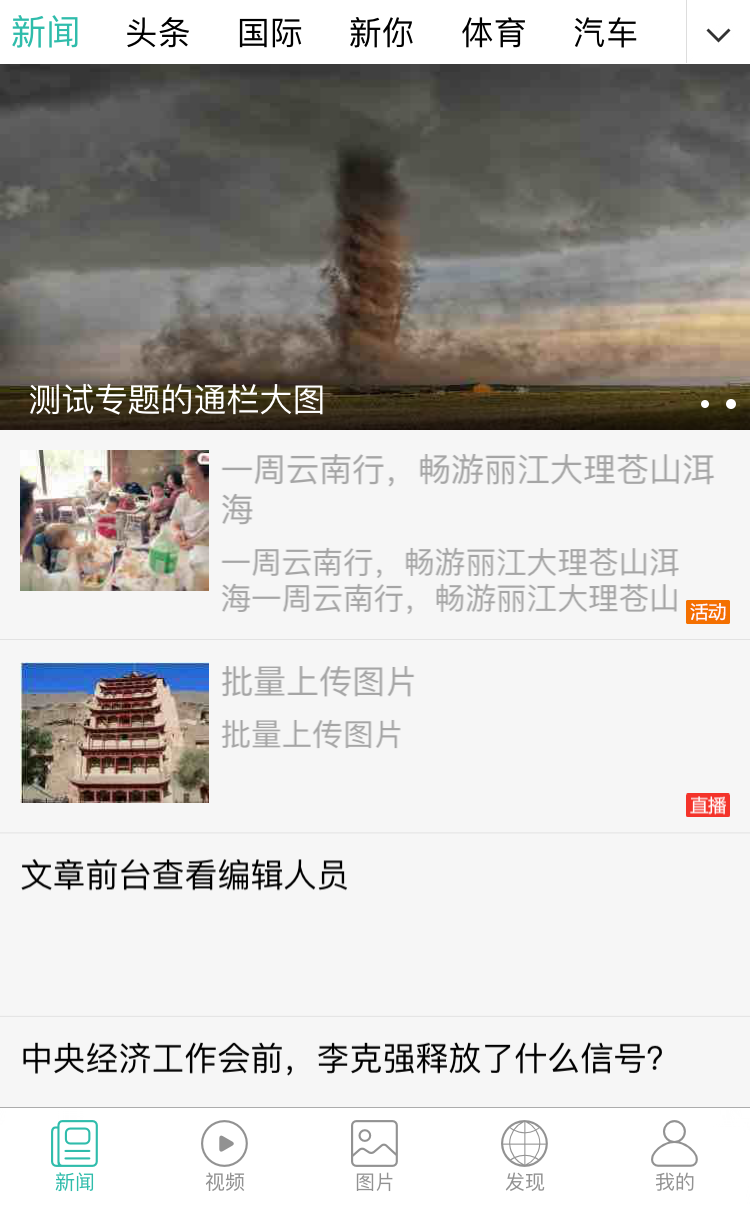 新闻 头条 国际 新你 体育 汽车
测试专题的通栏大图
一周云南行，畅游丽江大理苍山洱
海
一周云南行，畅游丽江大理苍山洱
海一周云南行，畅游丽江大理苍山
活动
批量上传图片
批量上传图片
直播
文章前台查看编辑人员
中央经济工作会前，李克强释放了什么信号?
新闻 视频 图片 发现 我的